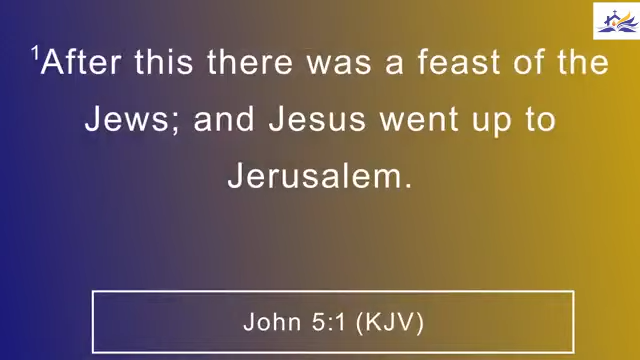 ¹After this there was a feast of the
Jews; and Jesus went up to
Jerusalem.
John 5:1 (KJV)